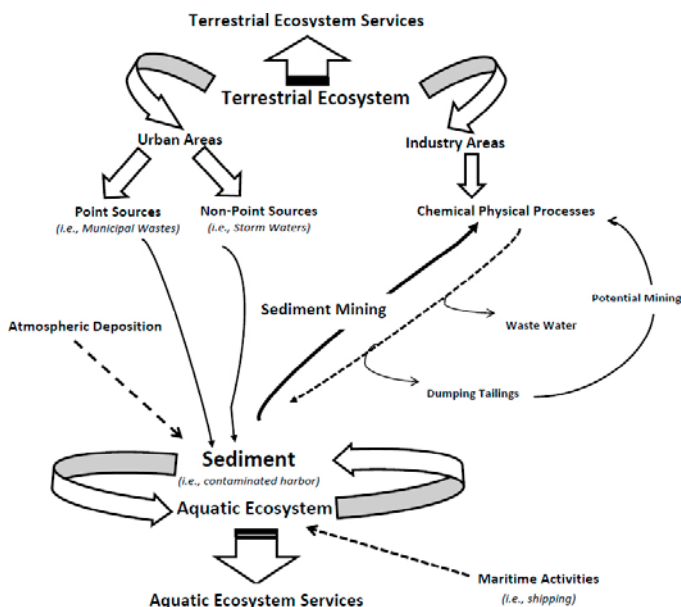 Terrestrial Ecosystem Services
Terrestrial Ecosystem
Urban Areas
Industry Areas
Point Sources
(i.e., Municipal Wastes)
Non-Point Sources
(i.e., Storm Waters)
Chemical Physical Processes
Sediment Mining
Potential Mining
Atmospheric Deposition
Waste Water
Dumping Tailings
Sediment
(i.e., contaminated harbor)
Aquatic Ecosystem
Maritime Activities
(i.e., shipping)
Aquatic Ecosystem Services